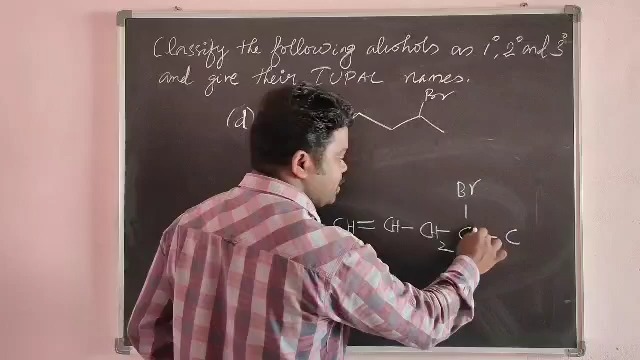 Classify the following alcohols as 1°, 2° and 3°
and give their IUPAC names.
Br
(d)
Br
CH=CH-CH2-C-C